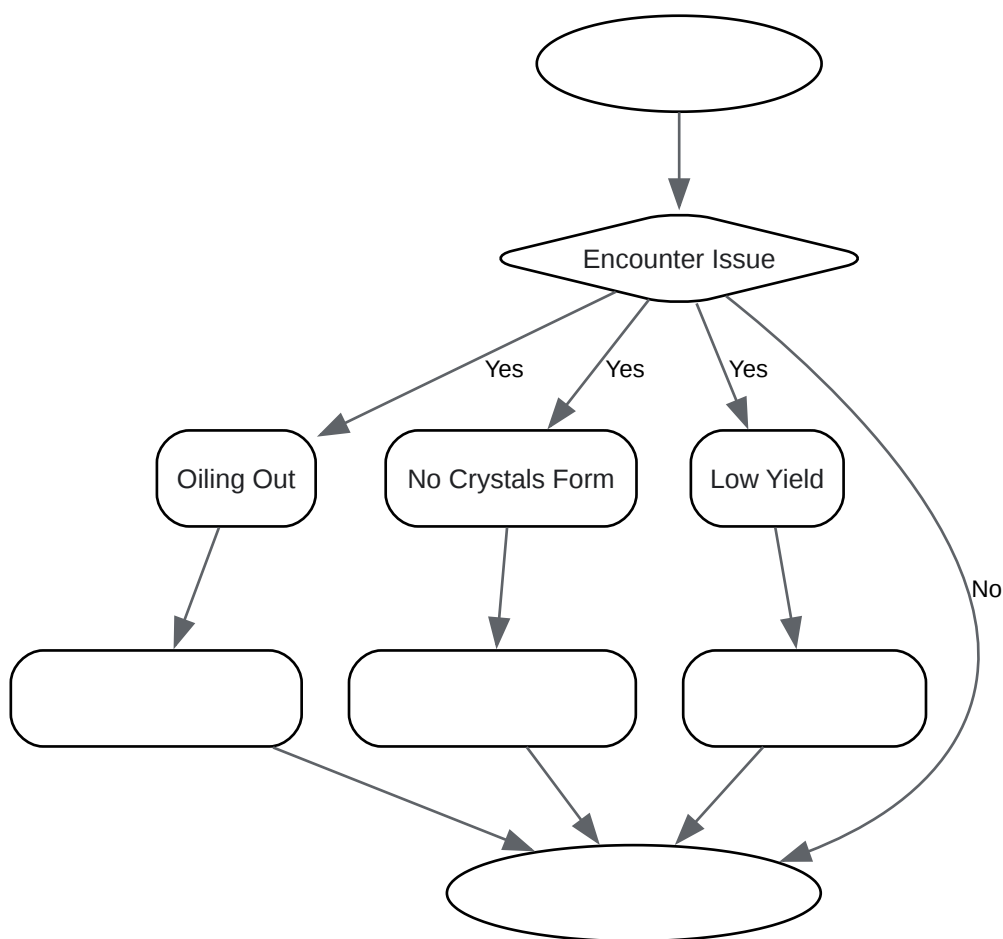 Encounter Issue
Yes
Yes
Yes
Oiling Out
No Crystals Form
Low Yield
No